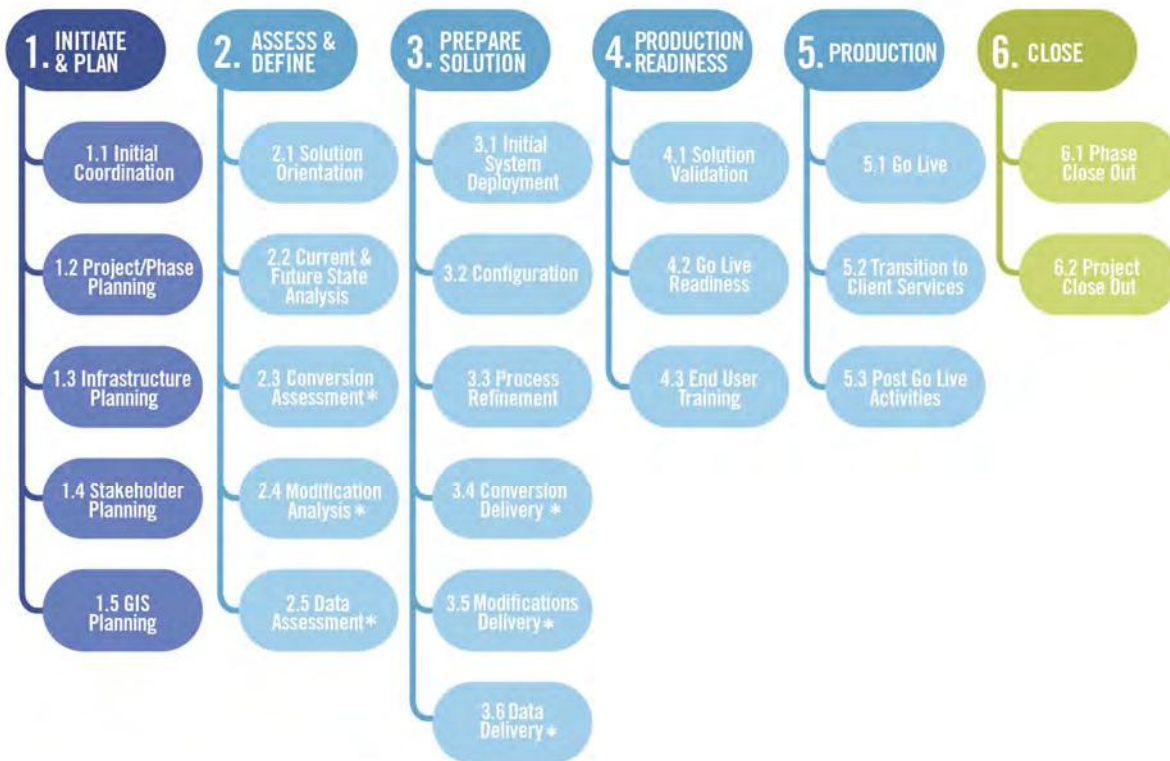 1. INITIATE
& PLAN
1.1 Initial
Coordination
1.2 Project/Phase
Planning
1.3 Infrastructure
Planning
1.4 Stakeholder
Planning
1.5 GIS
Planning
2. ASSESS &
DEFINE
2.1 Solution
Orientation
2.2 Current &
Future State
Analysis
2.3 Conversion
Assessment*
2.4 Modification
Analysis*
2.5 Data
Assessment*
3. PREPARE
SOLUTION
3.1 Initial
System
Deployment
3.2 Configuration
3.3 Process
Refinement
3.4 Conversion
Delivery *
3.5 Modifications
Delivery*
3.6 Data
Delivery*
4. PRODUCTION
READINESS
4.1 Solution
Validation
4.2 Go Live
Readiness
4.3 End User
Training
5. PRODUCTION
5.1 Go Live
5.2 Transition to
Client Services
5.3 Post Go Live
Activities
6. CLOSE
6.1 Phase
Close Out
6.2 Project
Close Out